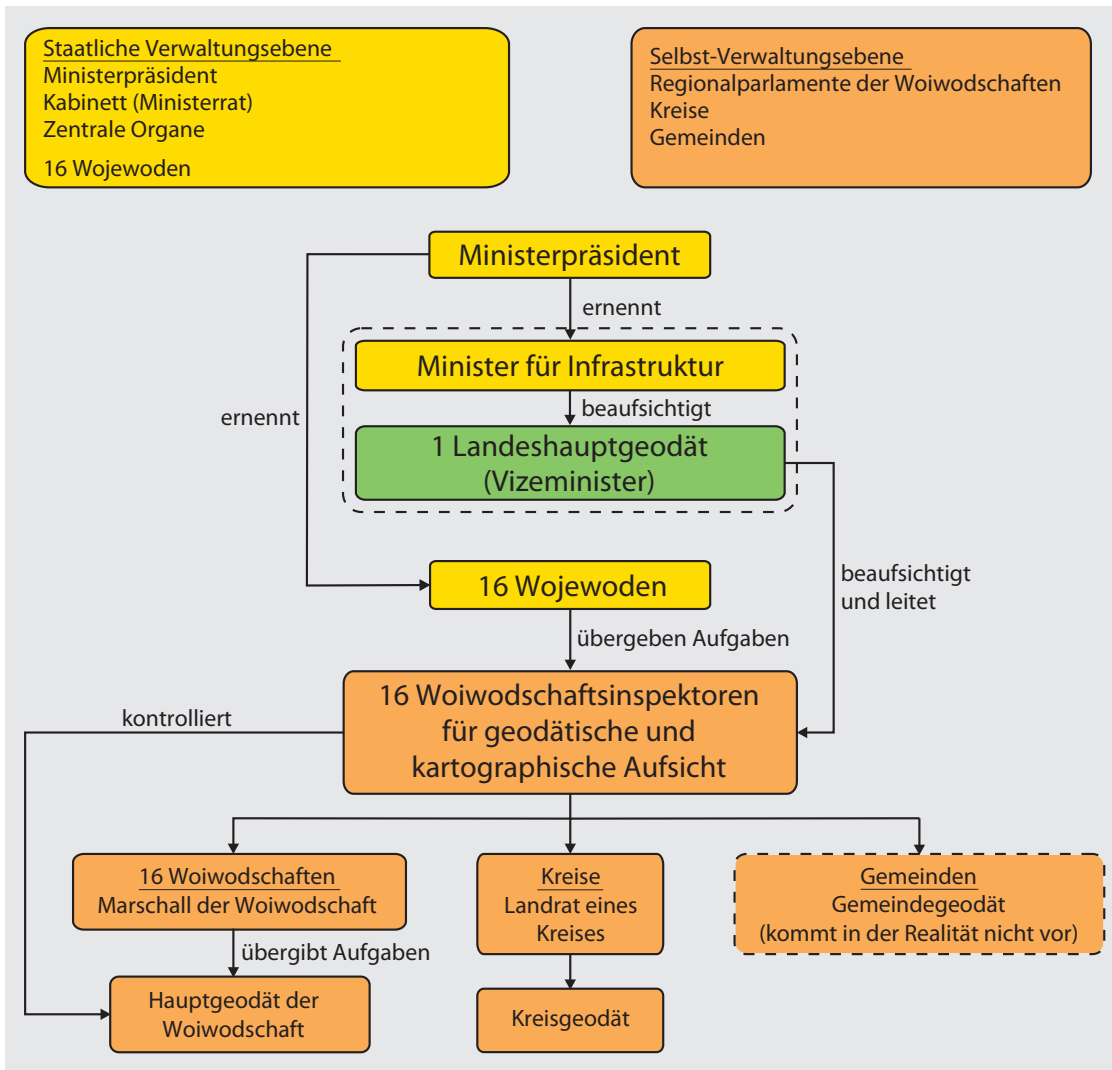 Staatliche Verwaltungsebene
Ministerpräsident
Kabinett (Ministerrat)
Zentrale Organe
16 Wojewoden
Selbst-Verwaltungsebene
Regionalparlamente der Woiwodschaften
Kreise
Gemeinden
Ministerpräsident
ernennt
Minister für Infrastruktur
beaufsichtigt
ernennt
1 Landeshauptgeodät
(Vizeminister)
16 Wojewoden
beaufsichtigt
und leitet
übergeben Aufgaben
16 Woiwodschaftsinspektoren
für geodätische und
kartographische Aufsicht
kontrolliert
16 Woiwodschaften
Marschall der Woiwodschaft
Kreise
Landrat eines
Kreises
Gemeinden
Gemeindegeodät
(kommt in der Realität nicht vor)
übergibt Aufgaben
Hauptgeodät der
Woiwodschaft
Kreisgeodät